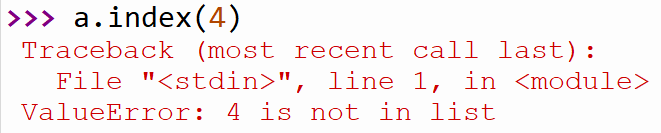 >>> a.index(4)
Traceback (most recent call last):
  File "<stdin>", line 1, in <module>
ValueError: 4 is not in list